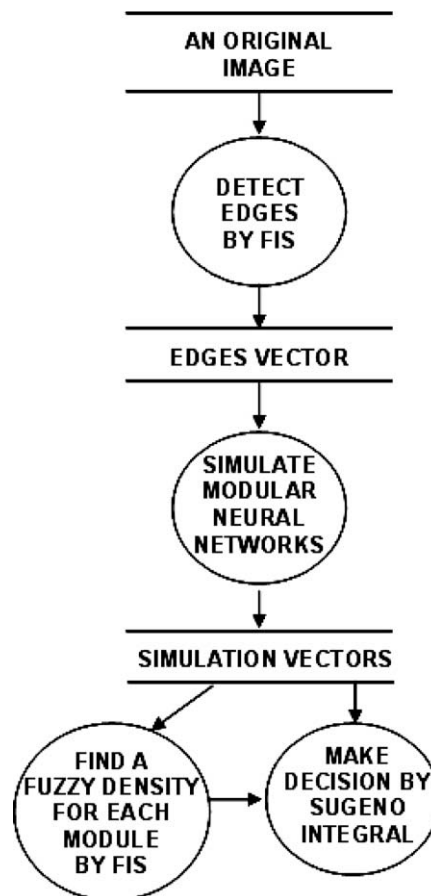 AN ORIGINAL
IMAGE
DETECT
EDGES
BY FIS
EDGES VECTOR
SIMULATE
MODULAR
NEURAL
NETWORKS
SIMULATION VECTORS
FIND A
FUZZY DENSITY
FOR EACH
MODULE
BY FIS
MAKE
DECISION BY
SUGENO
INTEGRAL